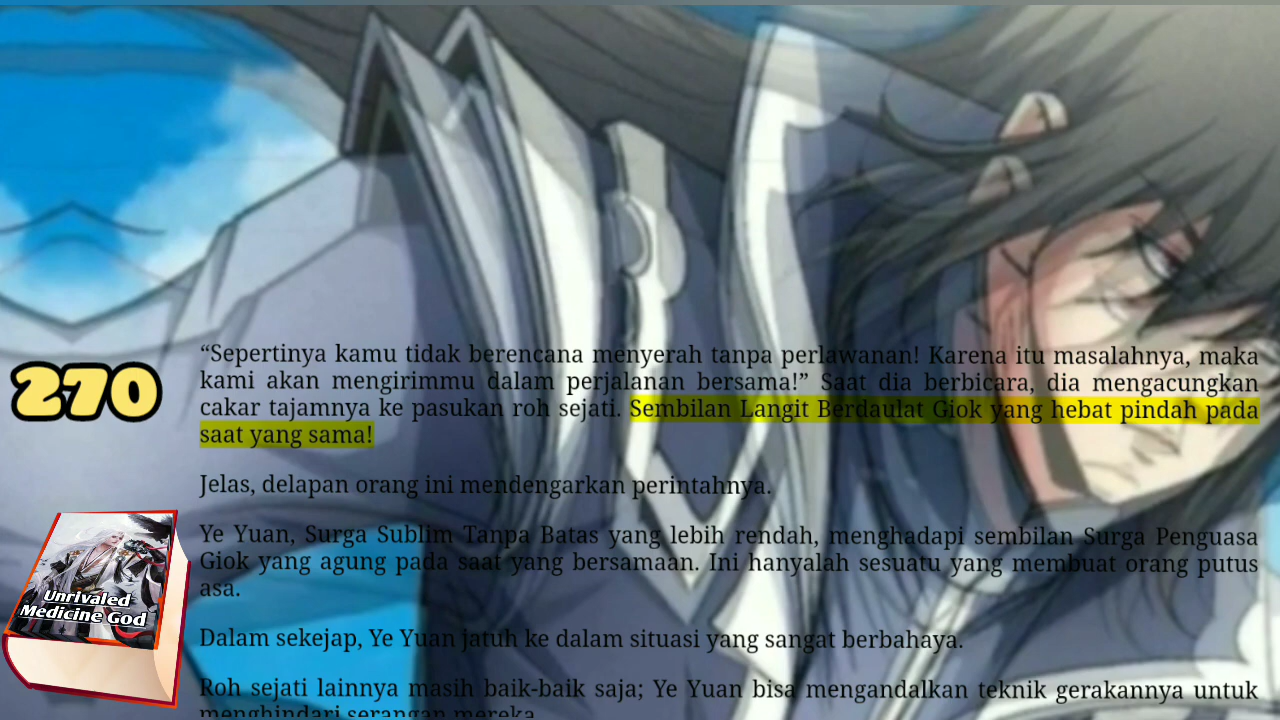 “Sepertinya kamu tidak berencana menyerah tanpa perlawanan! Karena itu masalahnya, maka
kami akan mengirimmu dalam perjalanan bersama!” Saat dia berbicara, dia mengacungkan
cakar tajamnya ke pasukan roh sejati. Sembilan Langit Berdaulat Giok yang hebat pindah pada
saat yang sama!
270
Jelas, delapan orang ini mendengarkan perintahnya.
Ye Yuan, Surga Sublim Tanpa Batas yang lebih rendah, menghadapi sembilan Surga Penguasa
Giok yang agung pada saat yang bersamaan. Ini hanyalah sesuatu yang membuat orang putus
asa.
Unrivaled
Medicine God
Dalam sekejap, Ye Yuan jatuh ke dalam situasi yang sangat berbahaya.
Roh sejati lainnya masih baik-baik saja; Ye Yuan bisa mengandalkan teknik gerakannya untuk
menghindari serangan mereka